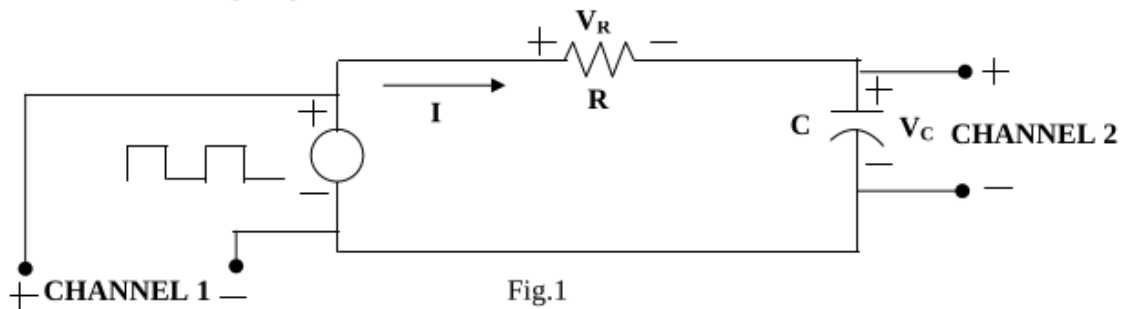 + V_R −
I
R
+
−
+
+
C
V_C CHANNEL 2
−
−
+ CHANNEL 1 −
Fig.1